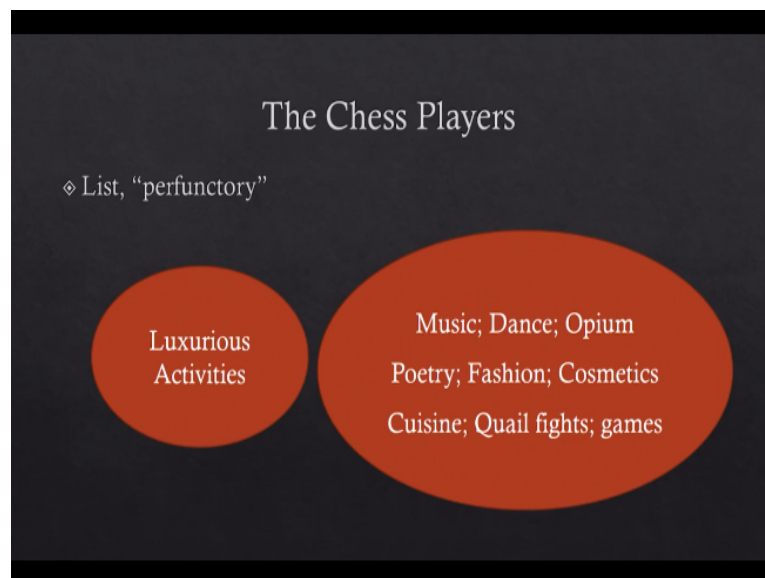 The Chess Players
List, “perfunctory”
Luxurious
Activities
Music; Dance; Opium
Poetry; Fashion; Cosmetics
Cuisine; Quail fights; games